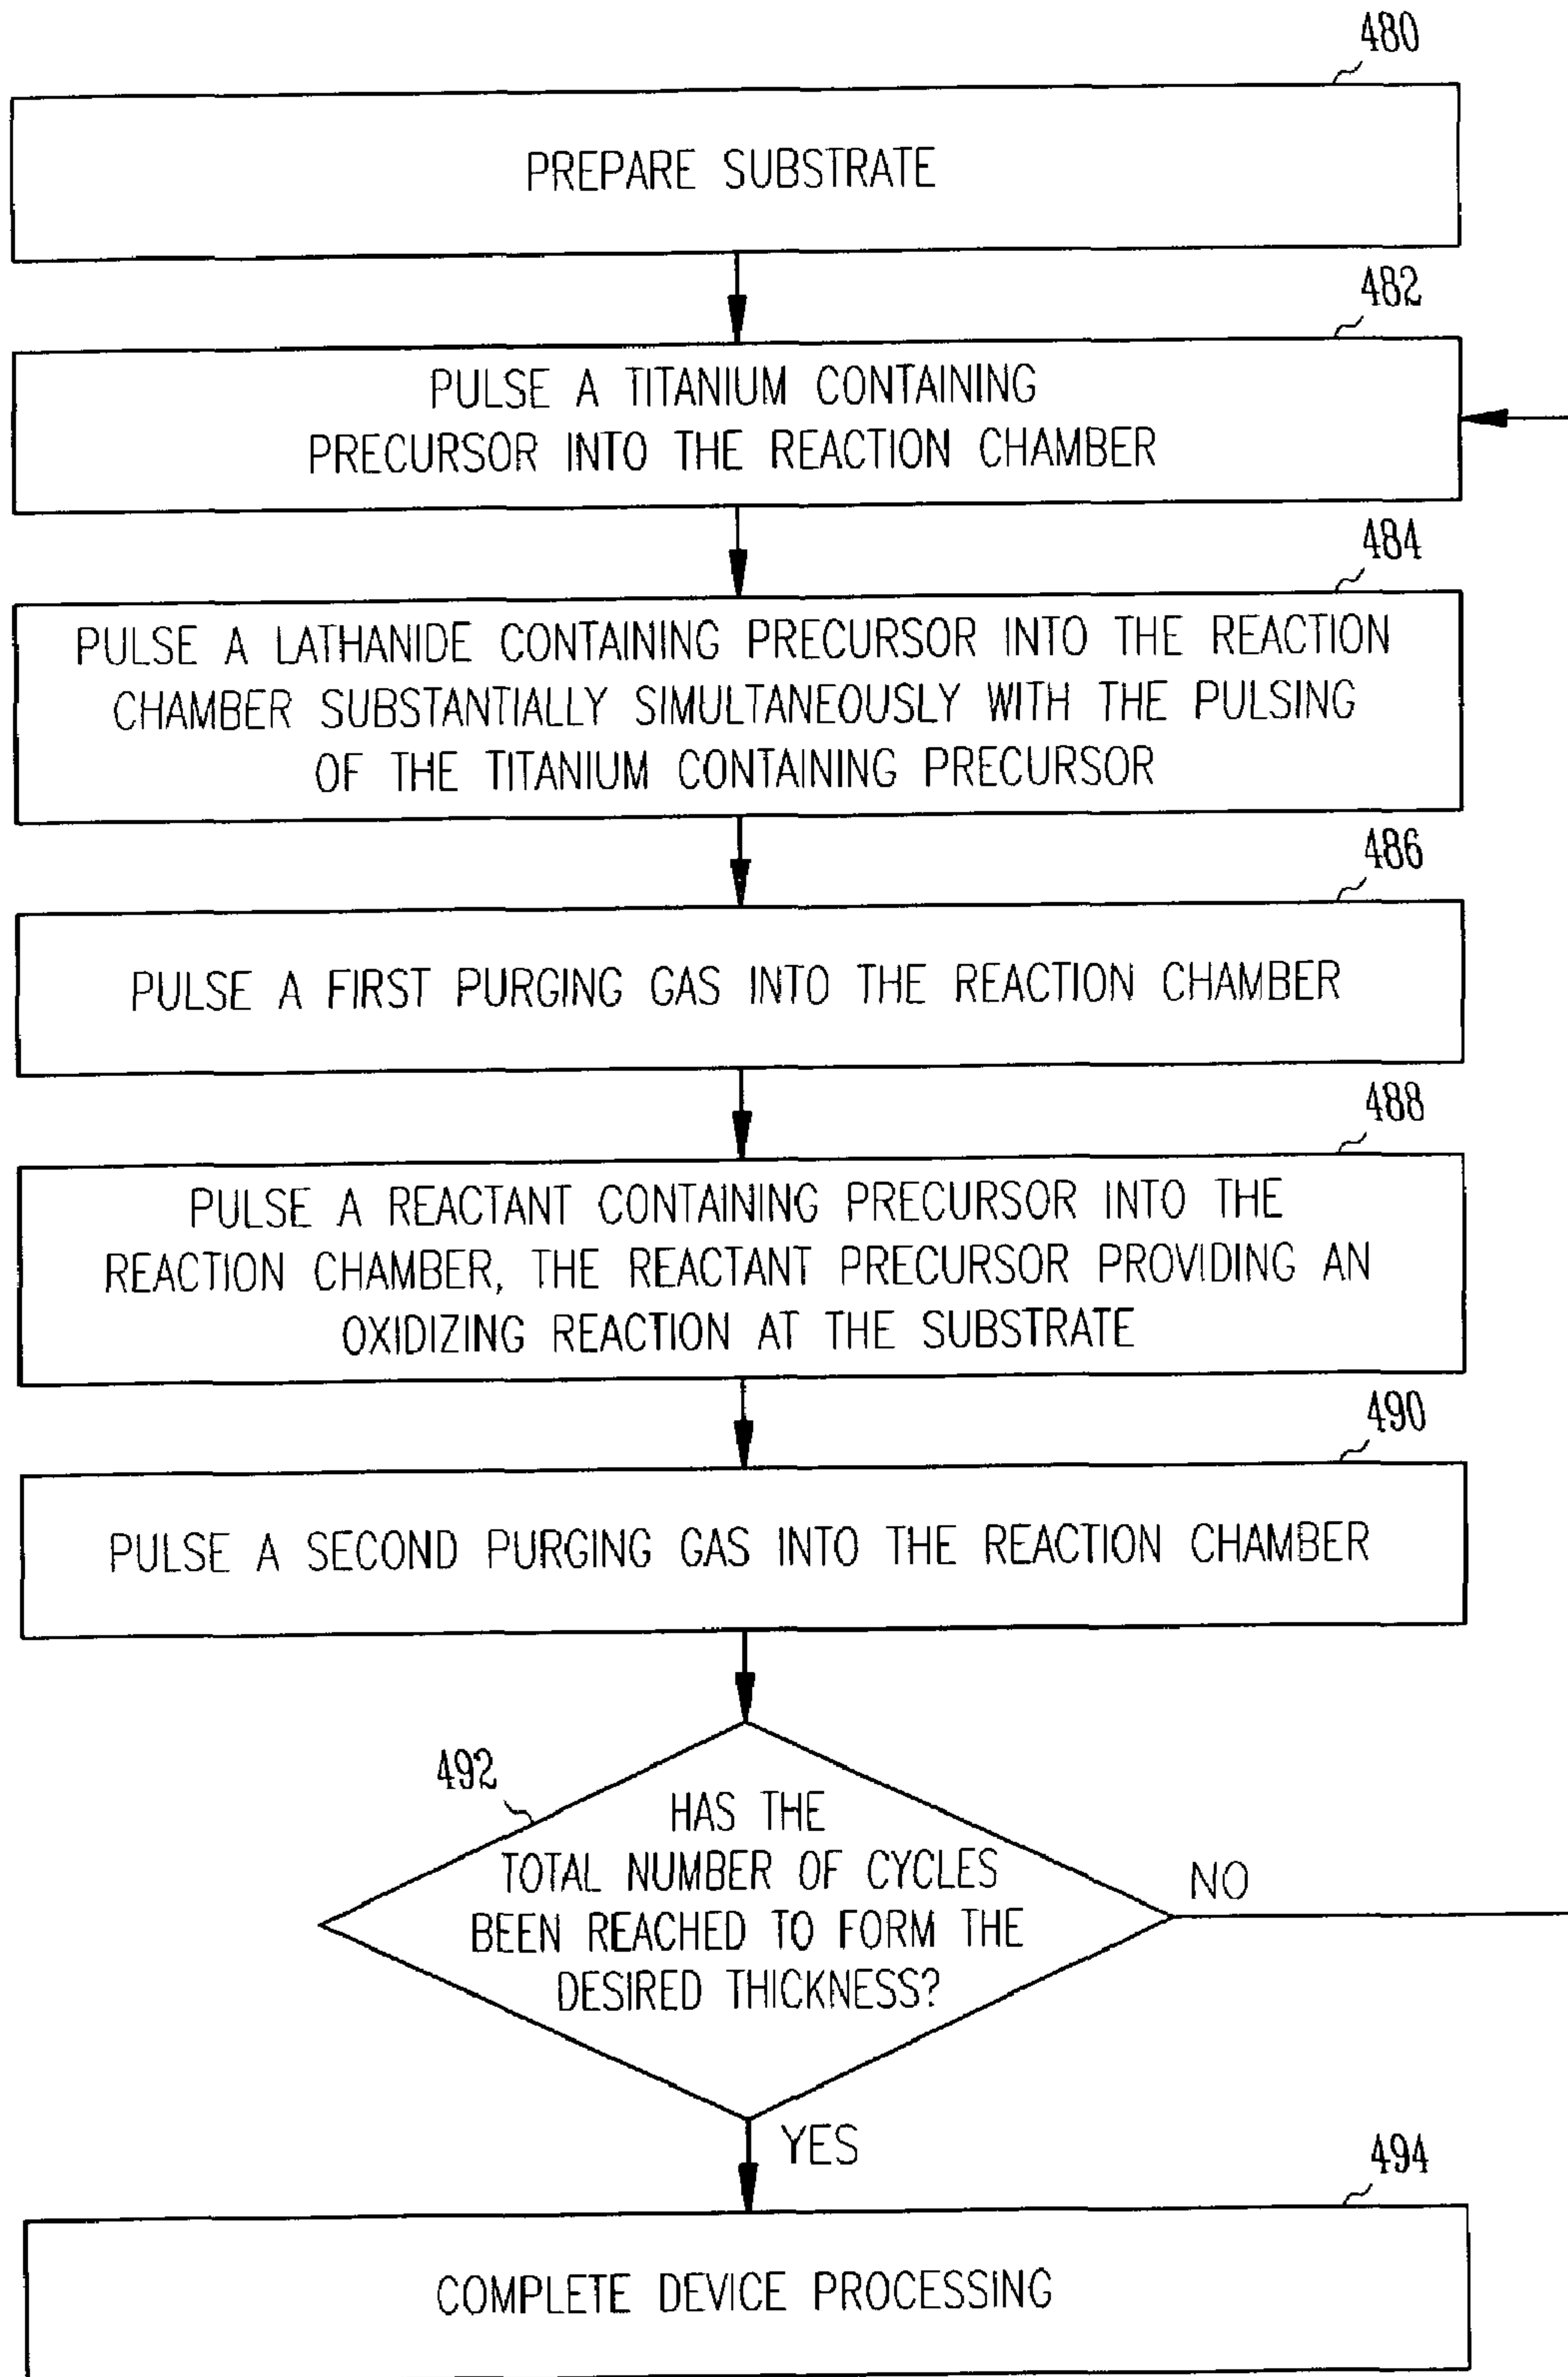 480
PREPARE SUBSTRATE
482
PULSE A TITANIUM CONTAINING
PRECURSOR INTO THE REACTION CHAMBER
484
PULSE A LATHANIDE CONTAINING PRECURSOR INTO THE REACTION
CHAMBER SUBSTANTIALLY SIMULTANEOUSLY WITH THE PULSING
OF THE TITANIUM CONTAINING PRECURSOR
486
PULSE A FIRST PURGING GAS INTO THE REACTION CHAMBER
488
PULSE A REACTANT CONTAINING PRECURSOR INTO THE
REACTION CHAMBER, THE REACTANT PRECURSOR PROVIDING AN
OXIDIZING REACTION AT THE SUBSTRATE
490
PULSE A SECOND PURGING GAS INTO THE REACTION CHAMBER
492
HAS THE
TOTAL NUMBER OF CYCLES
BEEN REACHED TO FORM THE
DESIRED THICKNESS?
NO
YES
494
COMPLETE DEVICE PROCESSING